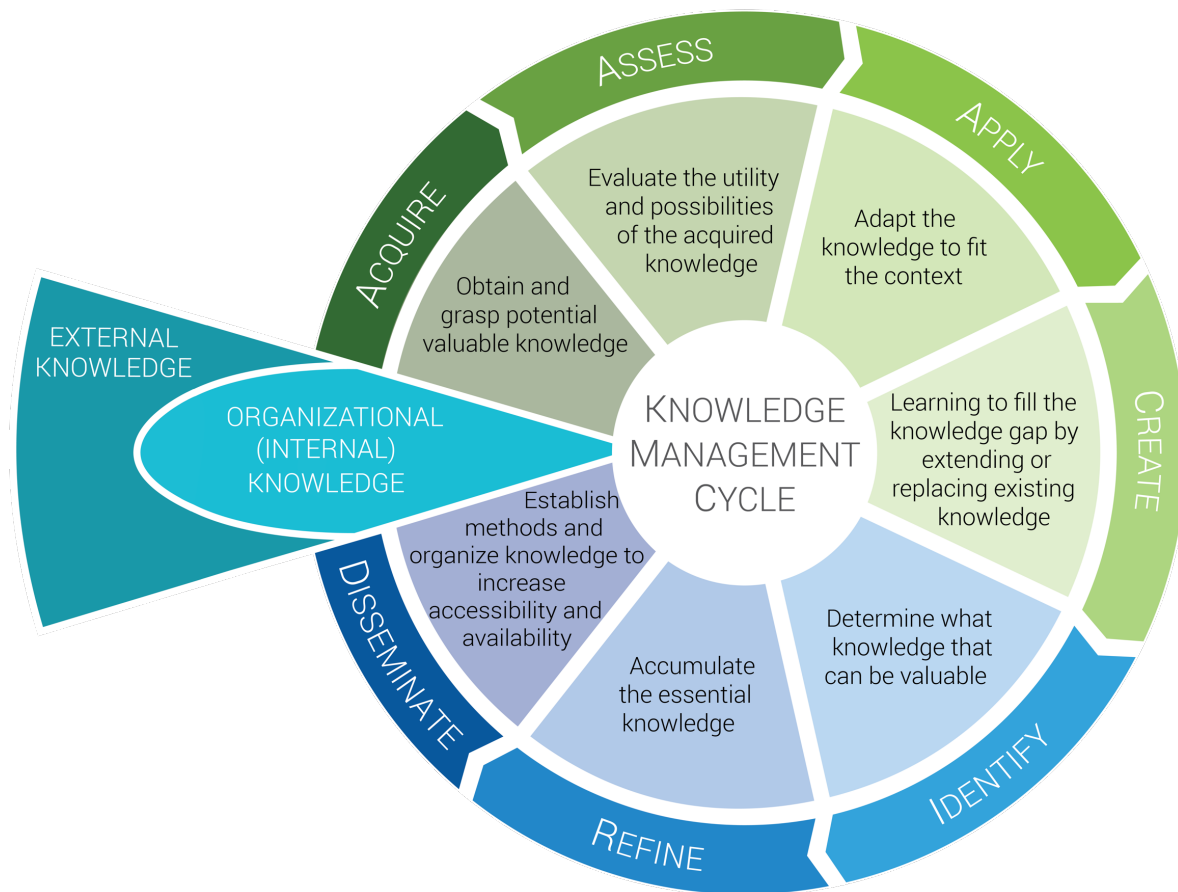 ASSESS
APPLY
ACQUIRE
CREATE
IDENTIFY
REFINE
DISSEMINATE
EXTERNAL
KNOWLEDGE
ORGANIZATIONAL
(INTERNAL)
KNOWLEDGE
KNOWLEDGE
MANAGEMENT
CYCLE
Obtain and
grasp potential
valuable knowledge
Evaluate the utility
and possibilities
of the acquired
knowledge
Adapt the
knowledge to fit
the context
Learning to fill the
knowledge gap by
extending or
replacing existing
knowledge
Determine what
knowledge that
can be valuable
Accumulate
the essential
knowledge
Establish
methods and
organize knowledge to
increase
accessibility and
availability